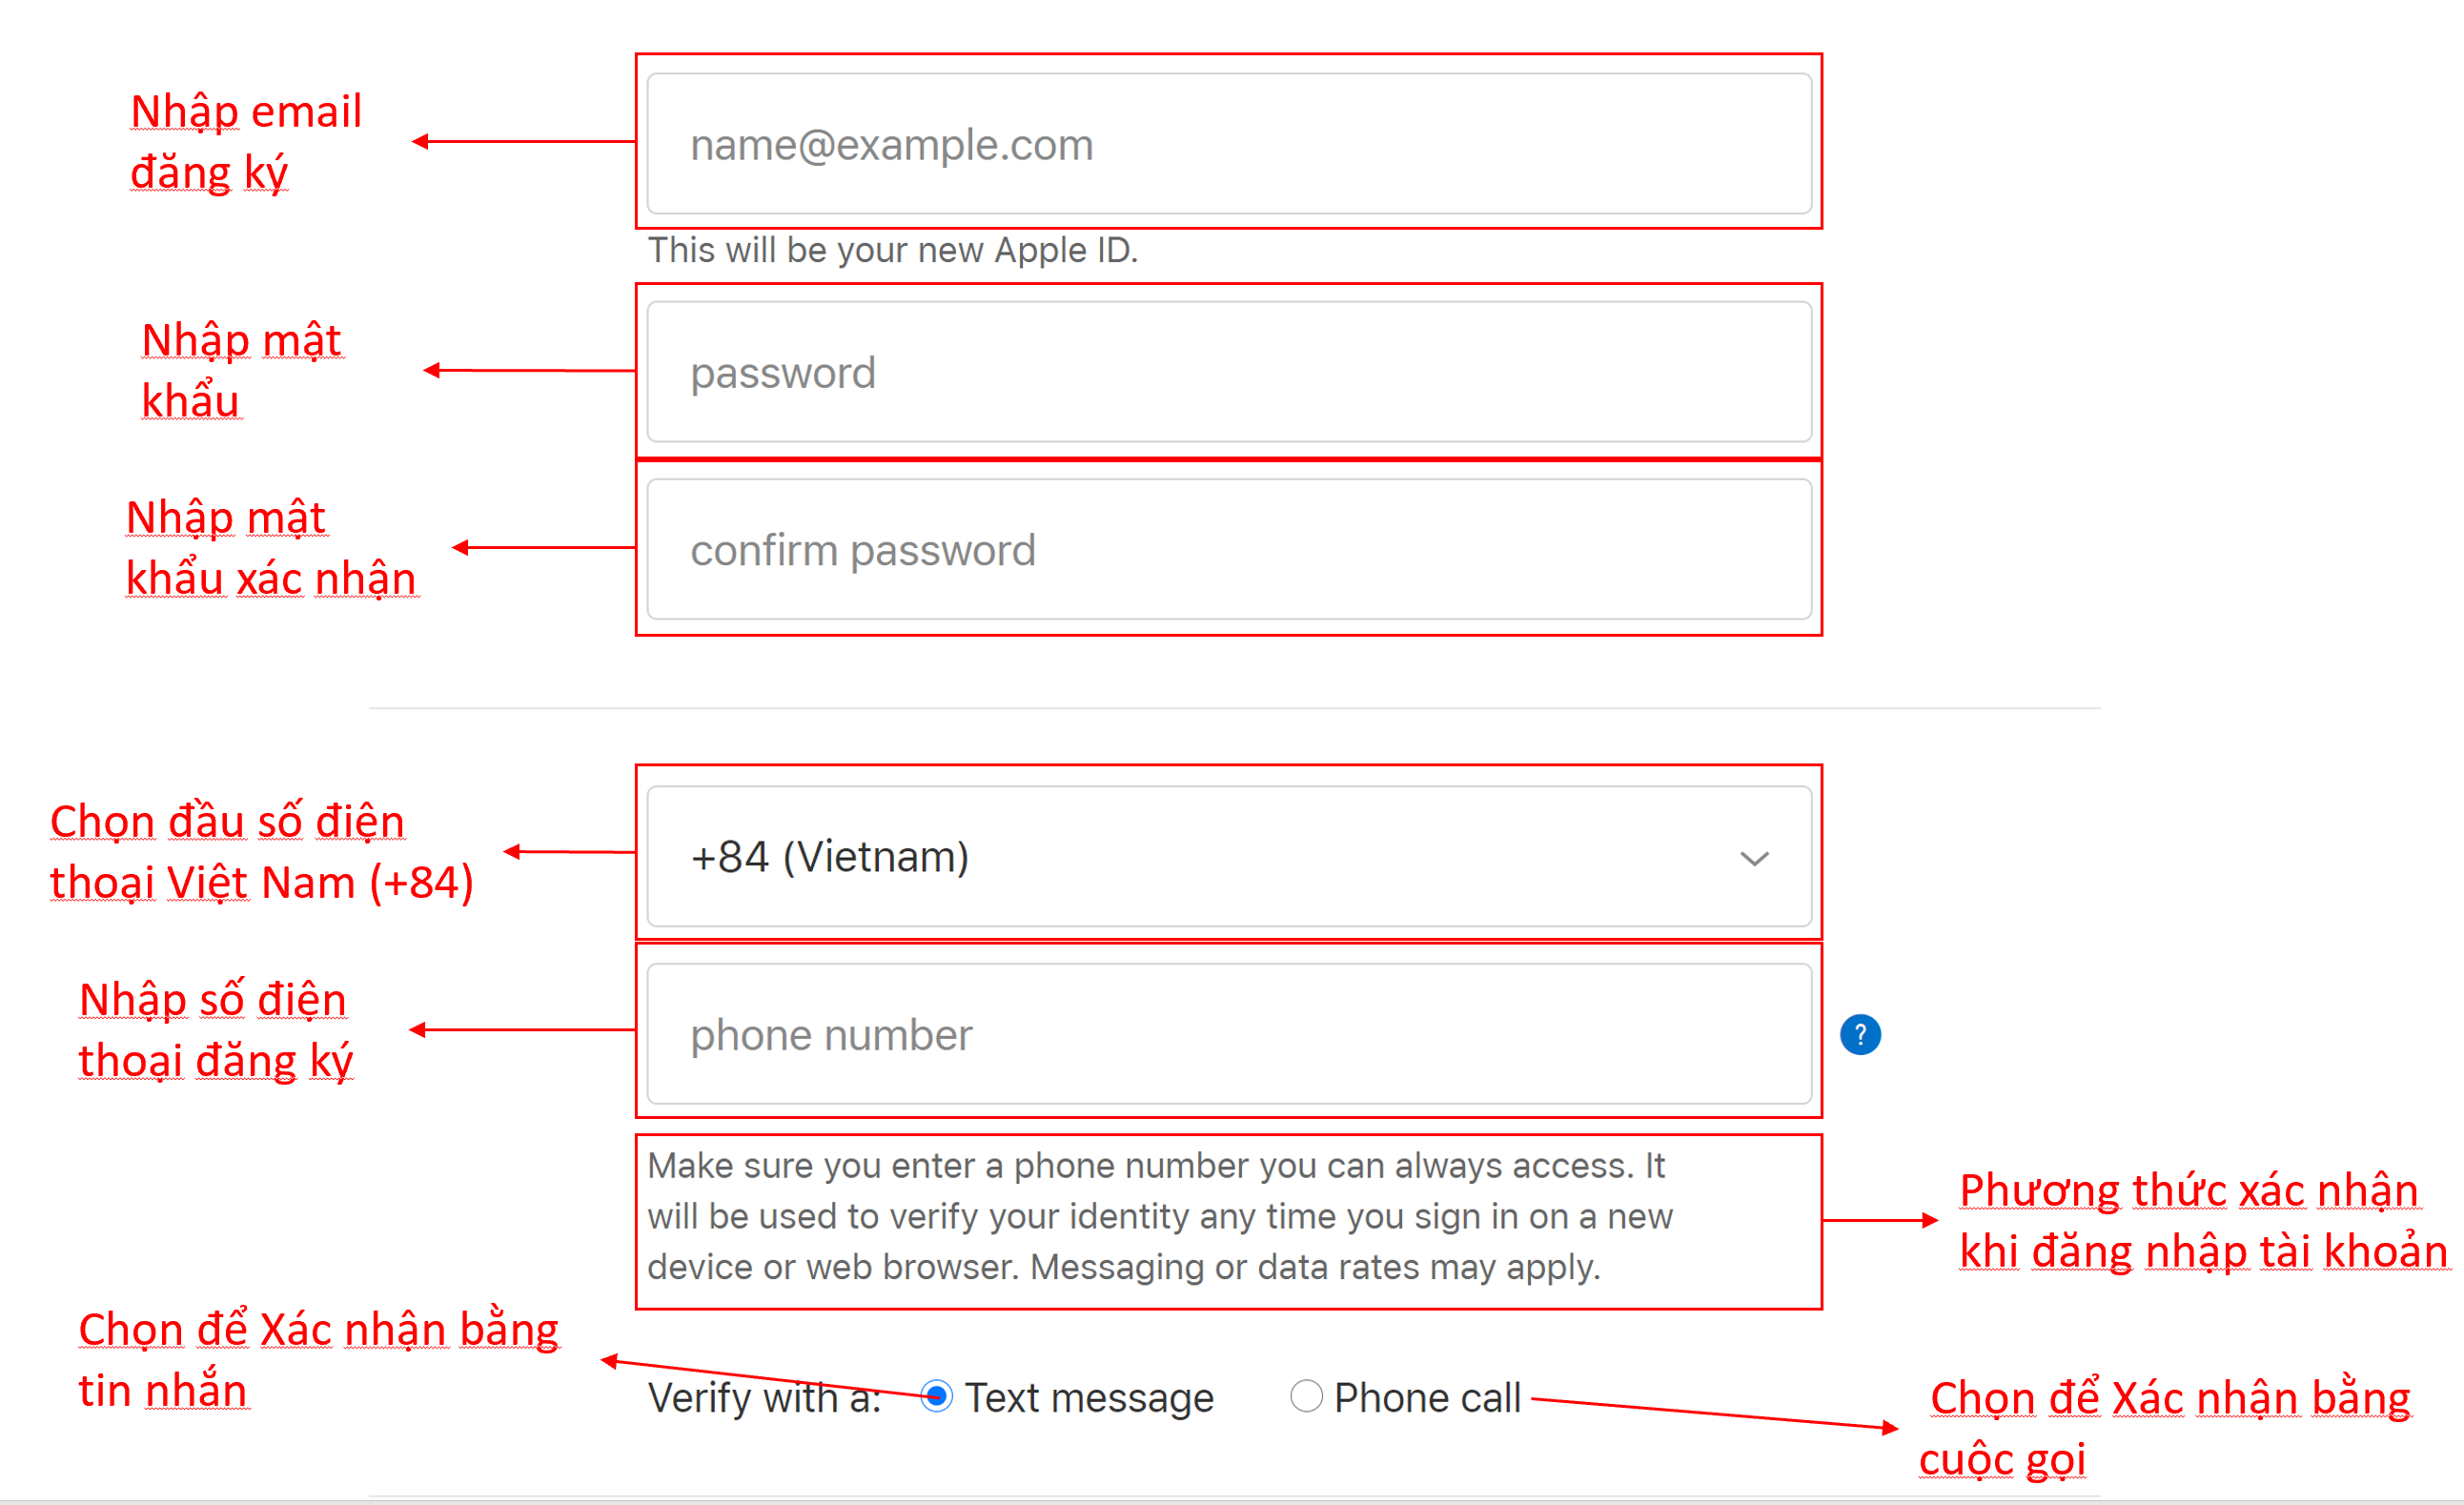 Nhập email
đăng ký
name@example.com
This will be your new Apple ID.
Nhập mật
khẩu
password
Nhập mật
khẩu xác nhận
confirm password
Chọn đầu số điện
thoại Việt Nam (+84)
+84 (Vietnam)
Nhập số điện
thoại đăng ký
phone number
?
Make sure you enter a phone number you can always access. It
will be used to verify your identity any time you sign in on a new
device or web browser. Messaging or data rates may apply.
Phương thức xác nhận
khi đăng nhập tài khoản
Chọn để Xác nhận bằng
tin nhắn
Verify with a: Text message Phone call
Chọn để Xác nhận bằng
cuộc gọi